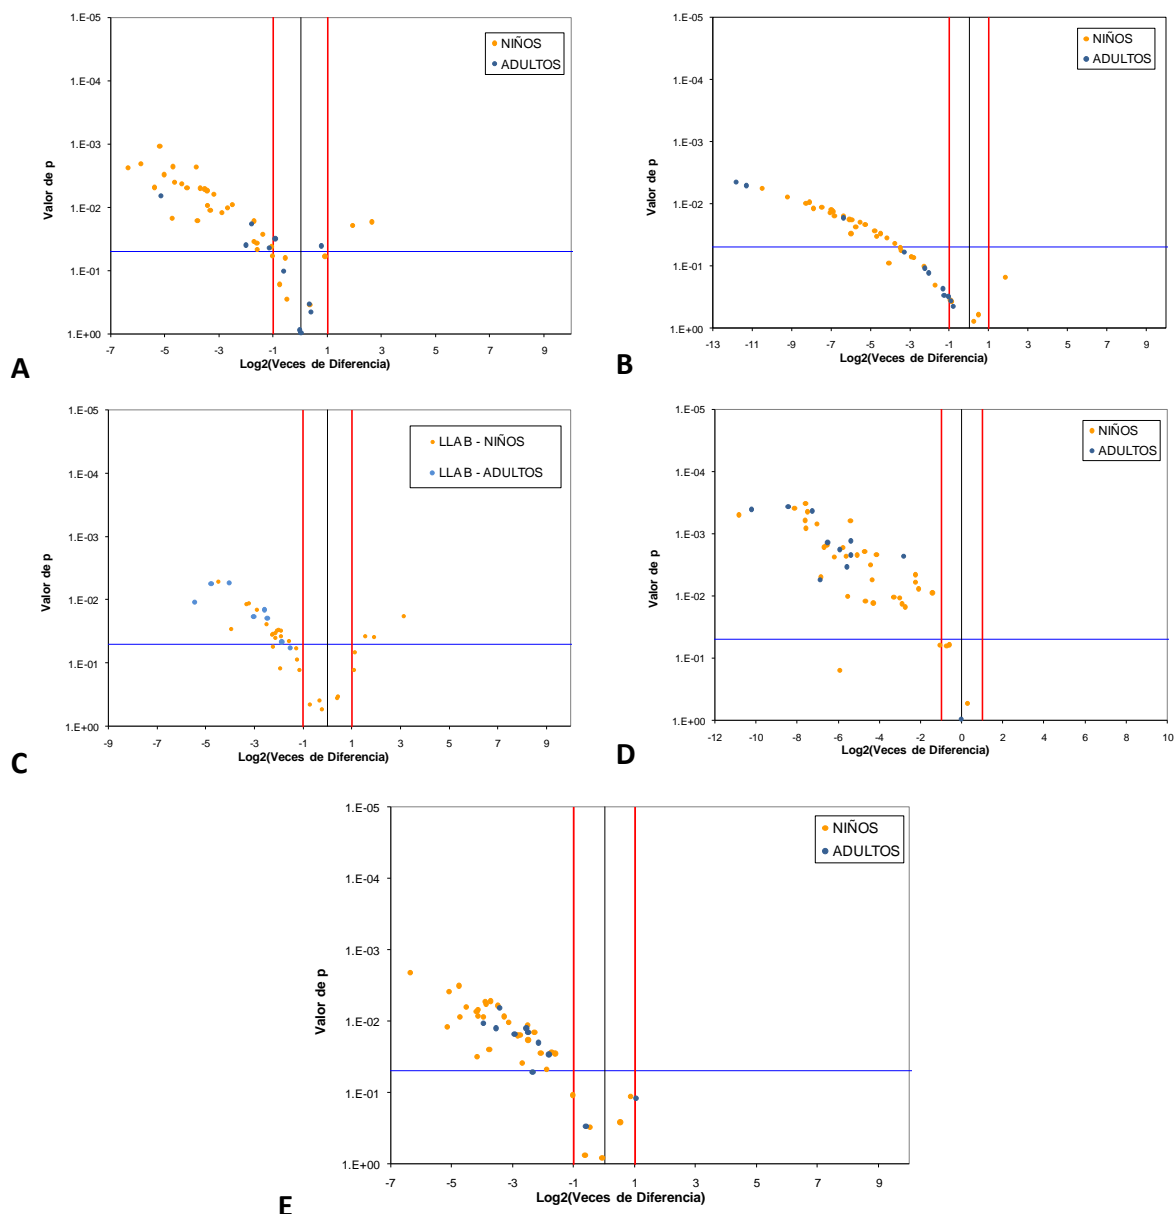 1.E-05
1.E-04
1.E-03
1.E-02
1.E-01
1.E+00
Valor de p
-7 -5 -3 -1 1 3 5 7 9
Log2(Veces de Diferencia)
NIÑOS
ADULTOS
A
1.E-05
1.E-04
1.E-03
1.E-02
1.E-01
1.E+00
Valor de p
-13 -11 -9 -7 -5 -3 -1 1 3 5 7 9
Log2(Veces de Diferencia)
NIÑOS
ADULTOS
B
1.E-05
1.E-04
1.E-03
1.E-02
1.E-01
1.E+00
Valor de p
-9 -7 -5 -3 -1 1 3 5 7 9
Log2(Veces de Diferencia)
LLAB - NIÑOS
LLAB - ADULTOS
C
1.E-05
1.E-04
1.E-03
1.E-02
1.E-01
1.E+00
Valor de p
-12 -10 -8 -6 -4 -2 0 2 4 6 8 10
Log2(Veces de Diferencia)
NIÑOS
ADULTOS
D
1.E-05
1.E-04
1.E-03
1.E-02
1.E-01
1.E+00
Valor de p
-7 -5 -3 -1 1 3 5 7 9
Log2(Veces de Diferencia)
NIÑOS
ADULTOS
E